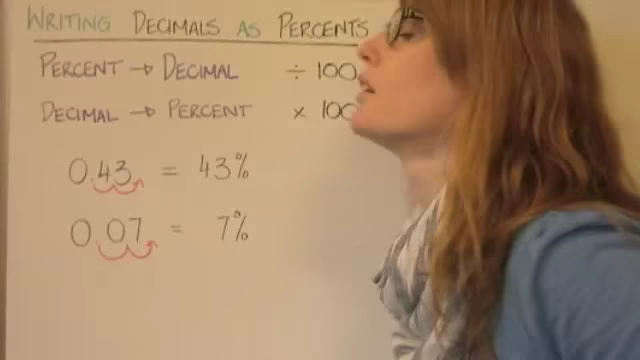 WRITING DECIMALS AS PERCENTS
PERCENT → DECIMAL ÷ 100
DECIMAL → PERCENT × 100
0.43 = 43%
0.07 = 7%